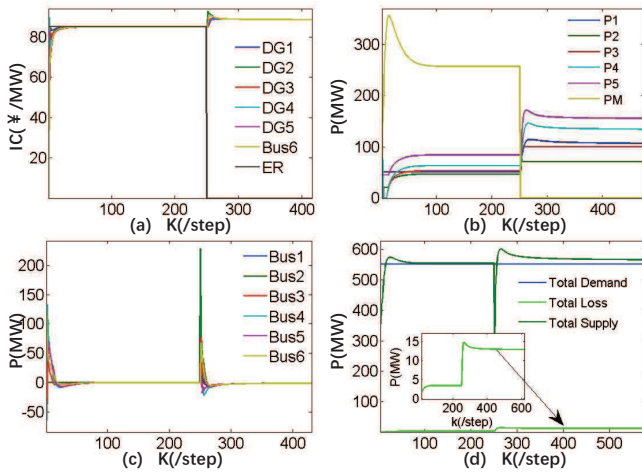 IC(¥/MW)
80
60
40
20
DG1
DG2
DG3
DG4
DG5
Bus6
ER
100
200
300
400
(a)
K(/step)
P(MW)
300
200
100
0
P1
P2
P3
P4
P5
PM
100
200
300
400
(b)
K(/step)
P(MW)
200
150
100
50
0
-50
Bus1
Bus2
Bus3
Bus4
Bus5
Bus6
100
200
300
400
(c)
K(/step)
P(MW)
600
500
400
300
200
100
Total Demand
Total Loss
Total Supply
P(MW)
15
10
5
0
200
400
600
k(/step)
100
200
300
400
500
(d)
K(/step)